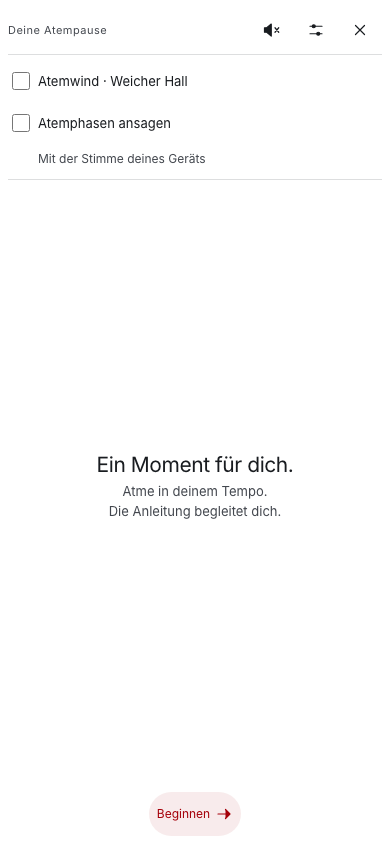 Deine Atempause
Atemwind · Weicher Hall
Atemphasen ansagen
Mit der Stimme deines Geräts
Ein Moment für dich.
Atme in deinem Tempo.
Die Anleitung begleitet dich.
Beginnen